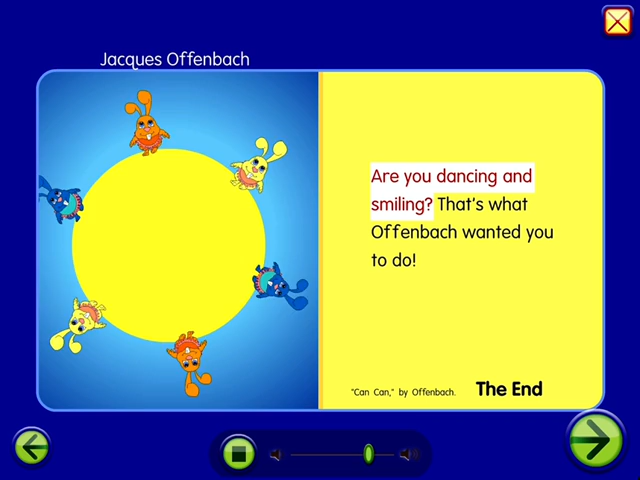 Jacques Offenbach
Are you dancing and
smiling? That's what
Offenbach wanted you
to do!
"Can Can," by Offenbach.
The End